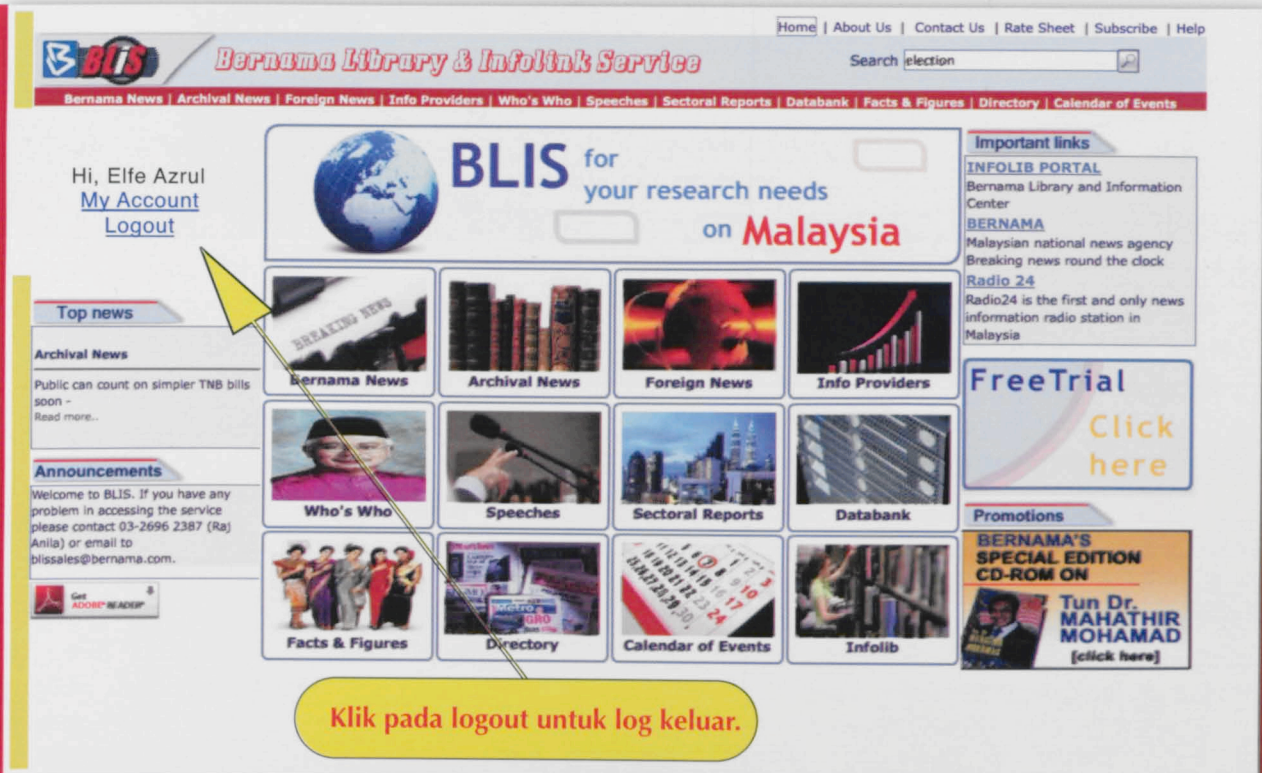 Home | About Us | Contact Us | Rate Sheet | Subscribe | Help
B BLiS
Bernama Library & Infolink Service
Search election
Bernama News | Archival News | Foreign News | Info Providers | Who's Who | Speeches | Sectoral Reports | Databank | Facts & Figures | Directory | Calendar of Events
Hi, Elfe Azrul
My Account
Logout
Top news
Archival News
Public can count on simpler TNB bills
soon -
Read more..
Announcements
Welcome to BLIS. If you have any
problem in accessing the service
please contact 03-2696 2387 (Raj
Anila) or email to
blissales@bernama.com.
Get
ADOBE® READER®
BLIS for
your research needs
on Malaysia
BREAKING NEWS
Bernama News
Archival News
Foreign News
Info Providers
Who's Who
Speeches
Sectoral Reports
Databank
Metro
Facts & Figures
Directory
Calendar of Events
Infolib
Important links
INFOLIB PORTAL
Bernama Library and Information
Center
BERNAMA
Malaysian national news agency
Breaking news round the clock
Radio 24
Radio24 is the first and only news
information radio station in
Malaysia
FreeTrial
Click
here
Promotions
BERNAMA'S
SPECIAL EDITION
CD-ROM ON
Tun Dr.
MAHATHIR
MOHAMAD
[click here]
Klik pada logout untuk log keluar.